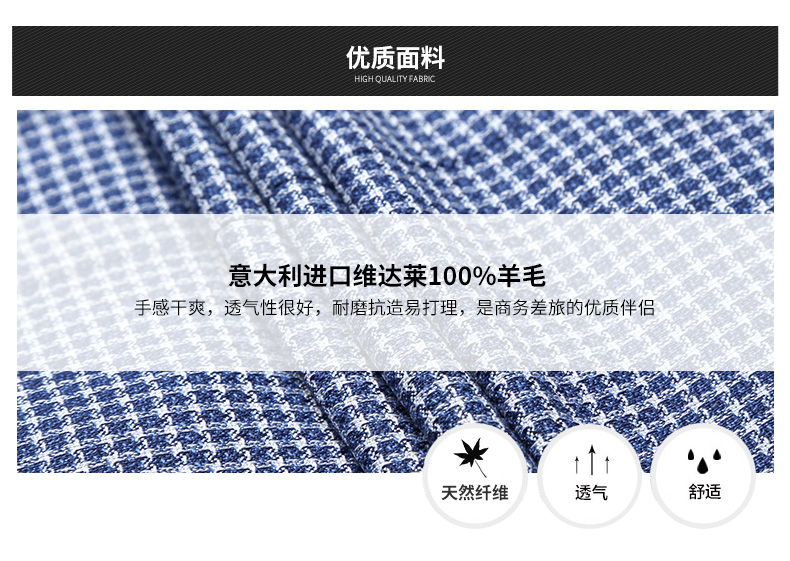 优质面料
HIGH QUALITY FABRIC
意大利进口维达莱100%羊毛
手感干爽，透气性很好，耐磨抗造易打理，是商务差旅的优质伴侣
天然纤维
透气
舒适